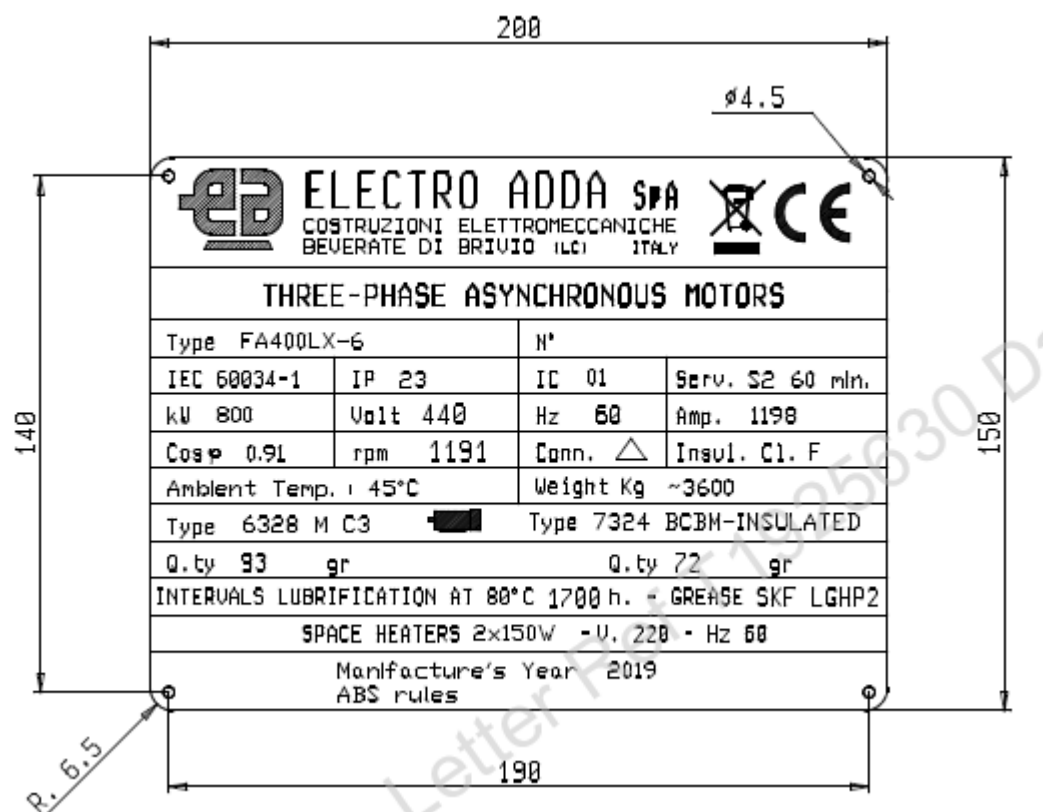 200
ø4.5
ea ELECTRO ADDA SPA CE
COSTRUZIONI ELETTROMECCANICHE
BEVERATE DI BRIVIO (LC) ITALY
THREE-PHASE ASYNCHRONOUS MOTORS
Type FA400LX-6 N°
IEC 60034-1 IP 23 IC 01 Serv. S2 60 min.
kW 800 Volt 440 Hz 60 Amp. 1198
Cosφ 0.91 rpm 1191 Conn. △ Insul. Cl. F
Ambient Temp. : 45°C Weight Kg ~3600
Type 6328 M C3 Type 7324 BCBM-INSULATED
Q.ty 93 gr Q.ty 72 gr
INTERVALS LUBRIFICATION AT 80°C 1700 h. - GREASE SKF LGHP2
SPACE HEATERS 2x150W - V. 220 - Hz 60
Manifacture's Year 2019
ABS rules
140
150
190
R. 6.5
Letter Ref T1925630